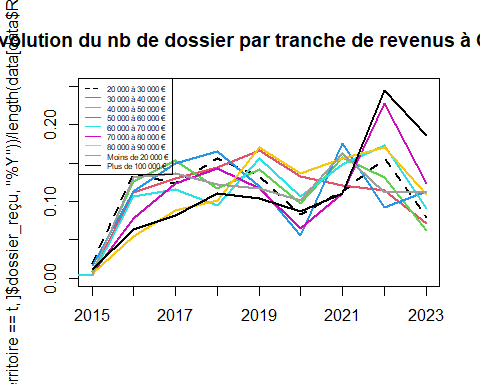 volution du nb de dossier par tranche de revenus à
erritoire == t, ]$dossier_reçu, "%Y"))/length(data[data$R
0.00
0.10
0.20
20 000 à 30 000 €
30 000 à 40 000 €
40 000 à 50 000 €
50 000 à 60 000 €
60 000 à 70 000 €
70 000 à 80 000 €
80 000 à 90 000 €
Moins de 20 000 €
Plus de 100 000 €
2015
2017
2019
2021
2023